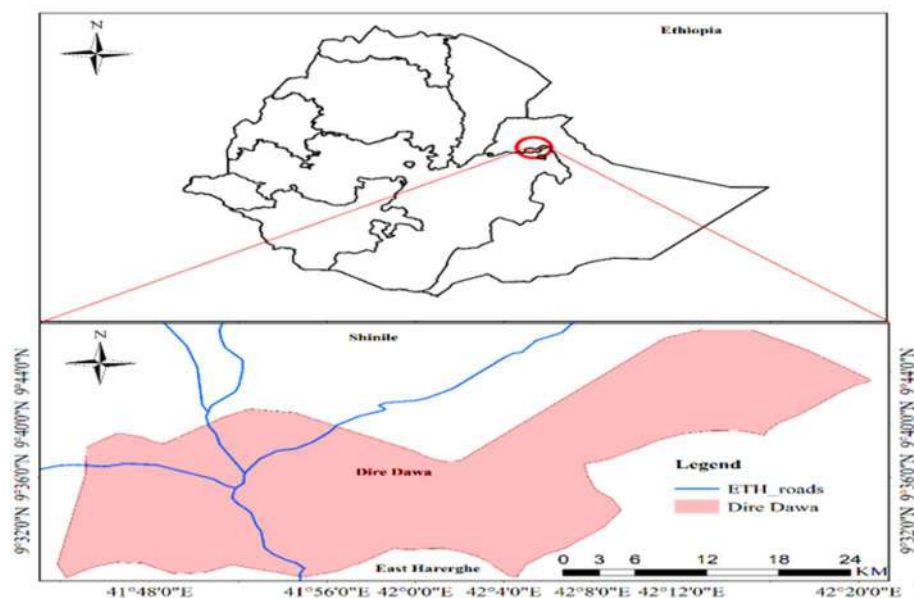 N
Ethiopia
N
Shinile
9°44'0"N
9°44'0"N
9°40'0"N
9°40'0"N
Dire Dawa
Legend
9°36'0"N
9°36'0"N
ETH_roads
Dire Dawa
9°32'0"N
9°32'0"N
East Harerghe
0 3 6 12 18 24
KM
41°48'0"E 41°56'0"E 42°0'0"E 42°4'0"E 42°8'0"E 42°12'0"E 42°20'0"E